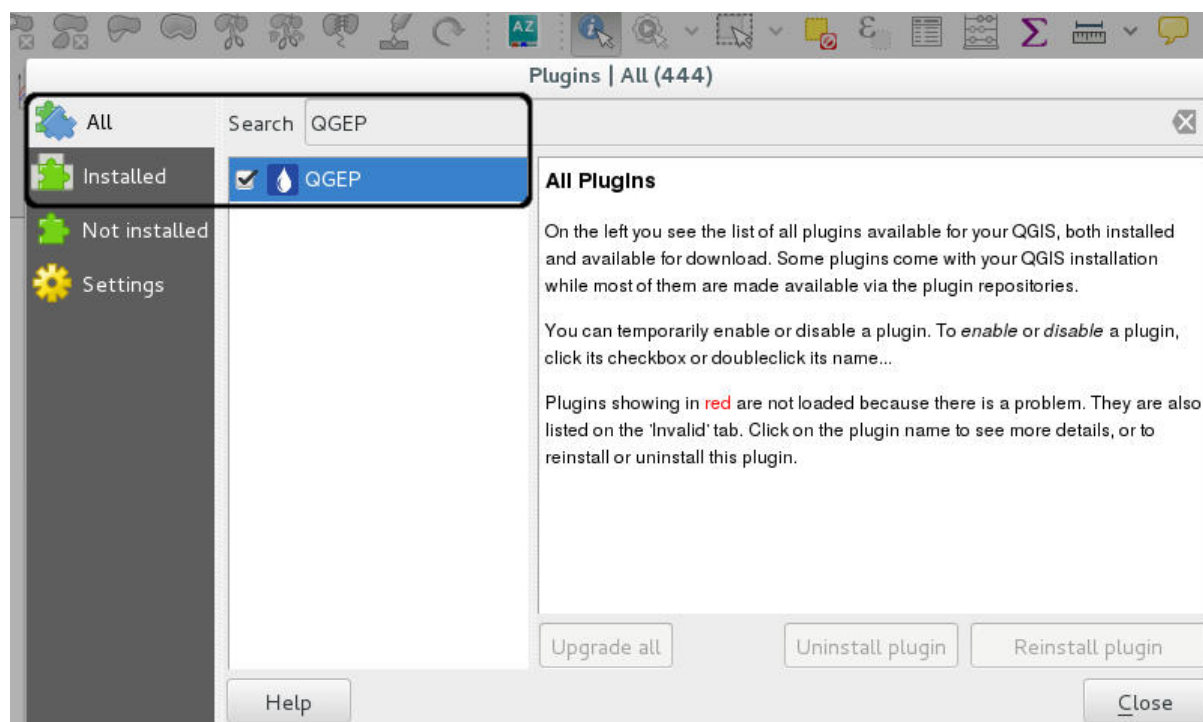 AZ
ε
Σ
Plugins | All (444)
All
Search QGEP
Installed
QGEP
Not installed
Settings
All Plugins
On the left you see the list of all plugins available for your QGIS, both installed
and available for download. Some plugins come with your QGIS installation
while most of them are made available via the plugin repositories.
You can temporarily enable or disable a plugin. To enable or disable a plugin,
click its checkbox or doubleclick its name...
Plugins showing in red are not loaded because there is a problem. They are also
listed on the 'Invalid' tab. Click on the plugin name to see more details, or to
reinstall or uninstall this plugin.
Upgrade all
Uninstall plugin
Reinstall plugin
Help
Close